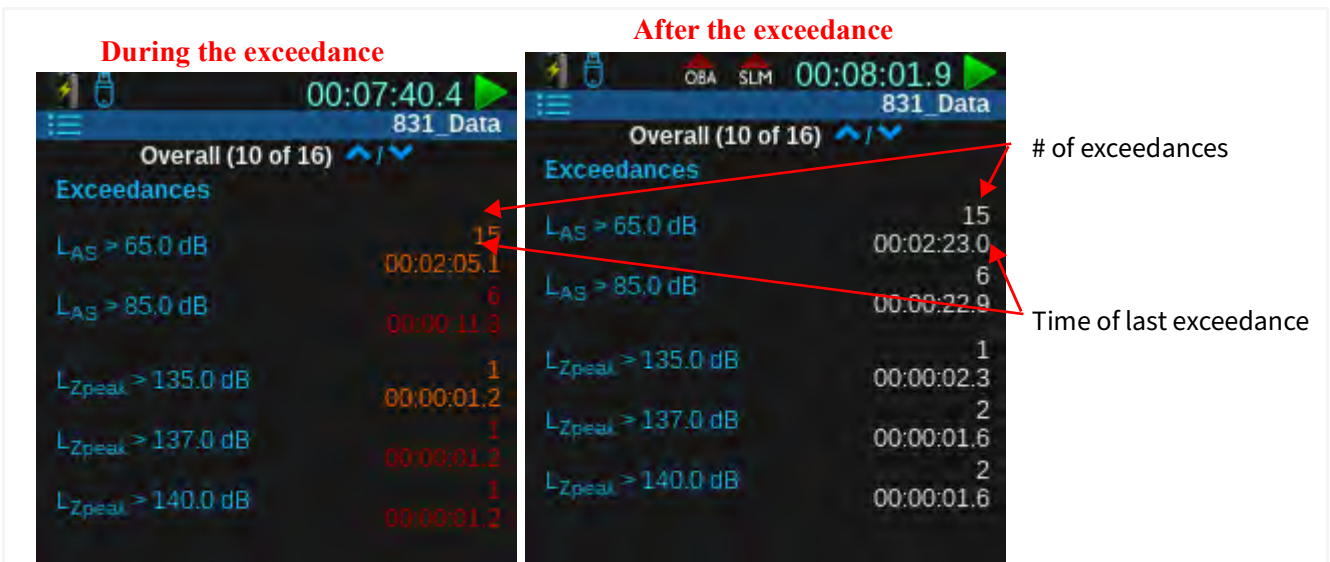 During the exceedance
00:07:40.4
831_Data
Overall (10 of 16) /
Exceedances
LAS > 65.0 dB
15
00:02:05.1
LAS > 85.0 dB
6
00:00:11.3
LZpeak > 135.0 dB
1
00:00:01.2
LZpeak > 137.0 dB
1
00:00:01.2
LZpeak > 140.0 dB
1
00:00:01.2
After the exceedance
OBA SLM 00:08:01.9
831_Data
Overall (10 of 16) /
Exceedances
LAS > 65.0 dB
15
00:02:23.0
LAS > 85.0 dB
6
00:00:22.9
LZpeak > 135.0 dB
1
00:00:02.3
LZpeak > 137.0 dB
2
00:00:01.6
LZpeak > 140.0 dB
2
00:00:01.6
# of exceedances
Time of last exceedance